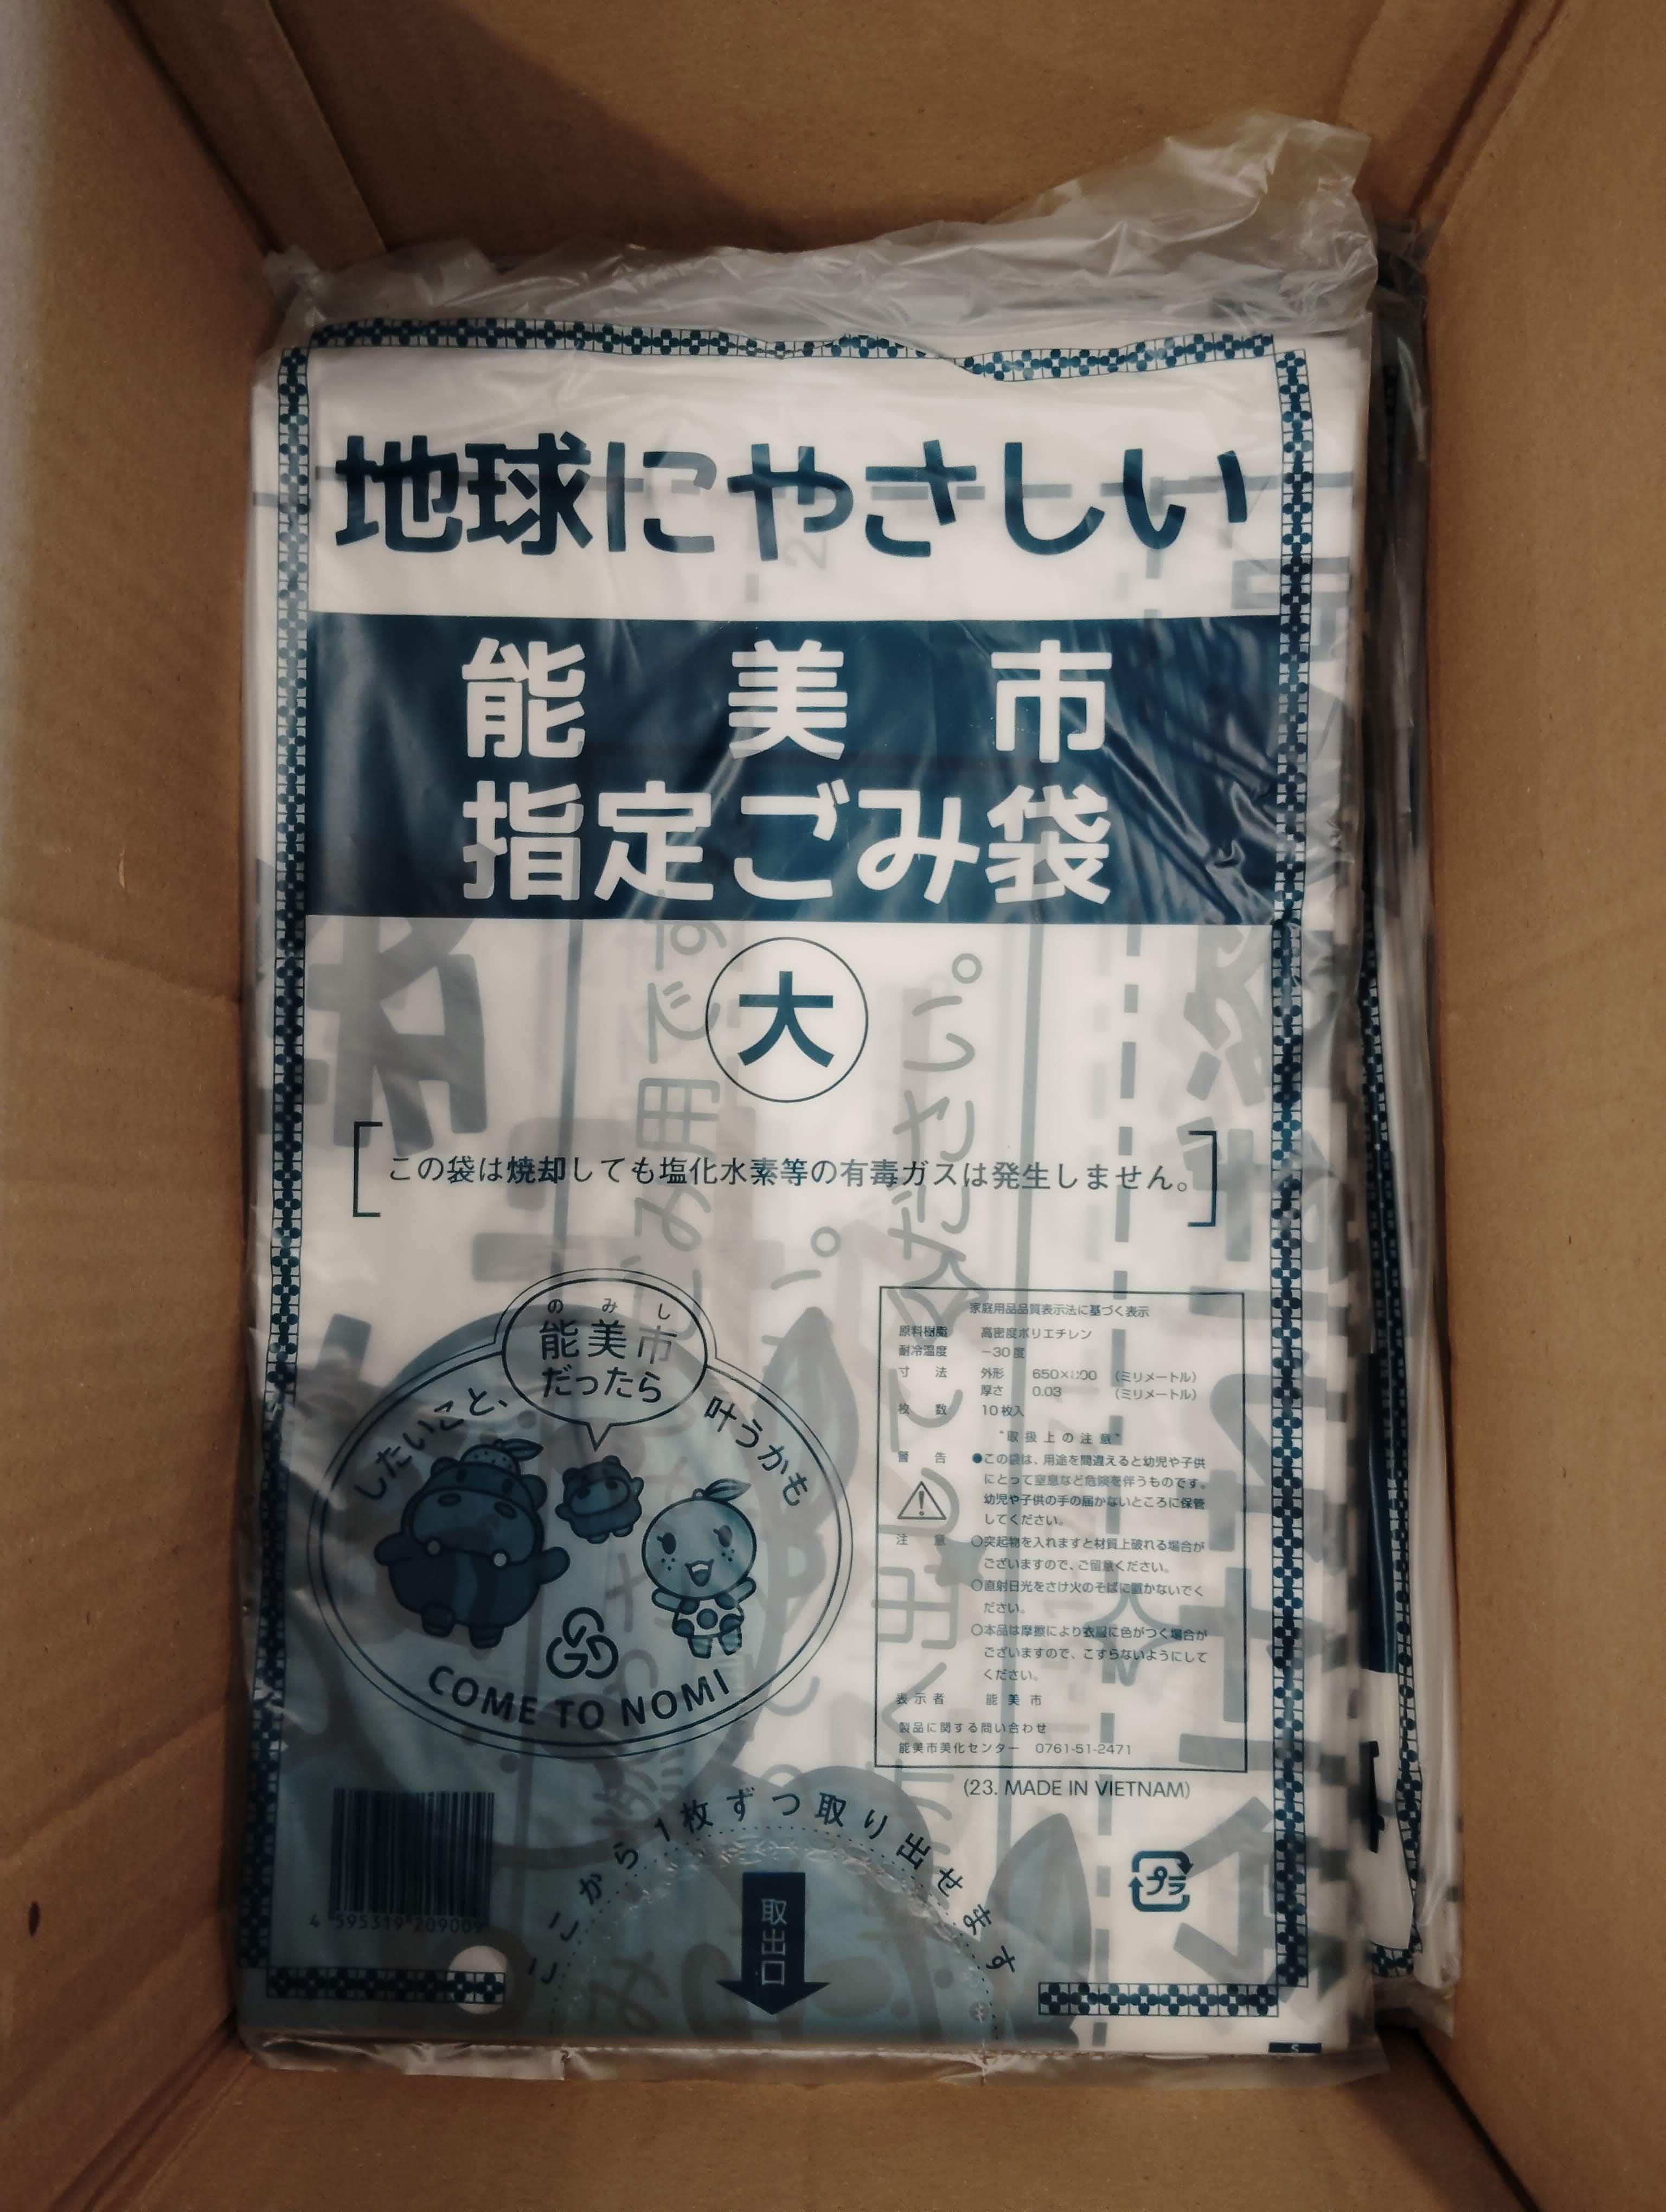 地球にやさしい
能美市
指定ごみ袋
大
この袋は焼却しても塩化水素等の有毒ガスは発生しません。
のみし
能美市
だったら
したいこと、
叶うかも
COME TO NOMI
家庭用品品質表示法に基づく表示
原料樹脂 高密度ポリエチレン
耐冷温度 －30度
寸法 外形 (ミリメートル)
厚さ 0.03 (ミリメートル)
枚数 10枚入
"取扱上の注意"
警告 ●この袋は、用途を間違えると幼児や子供
にとって窒息など危険を伴うものです。
幼児や子供の手の届かないところに保管
してください。
注意 ○突起物を入れますと材質上破れる場合が
ございますので、ご留意ください。
○直射日光をさけ火のそばに置かないでく
ださい。
○本品は摩擦により衣服に色がつく場合が
ございますので、こすらないようにして
ください。
表示者 能美市
製品に関する問い合わせ
能美市美化センター 0761-51-2471
(23. MADE IN VIETNAM)
ここから1枚ずつ取り出せます
取出口
プラ
4 595319 20900